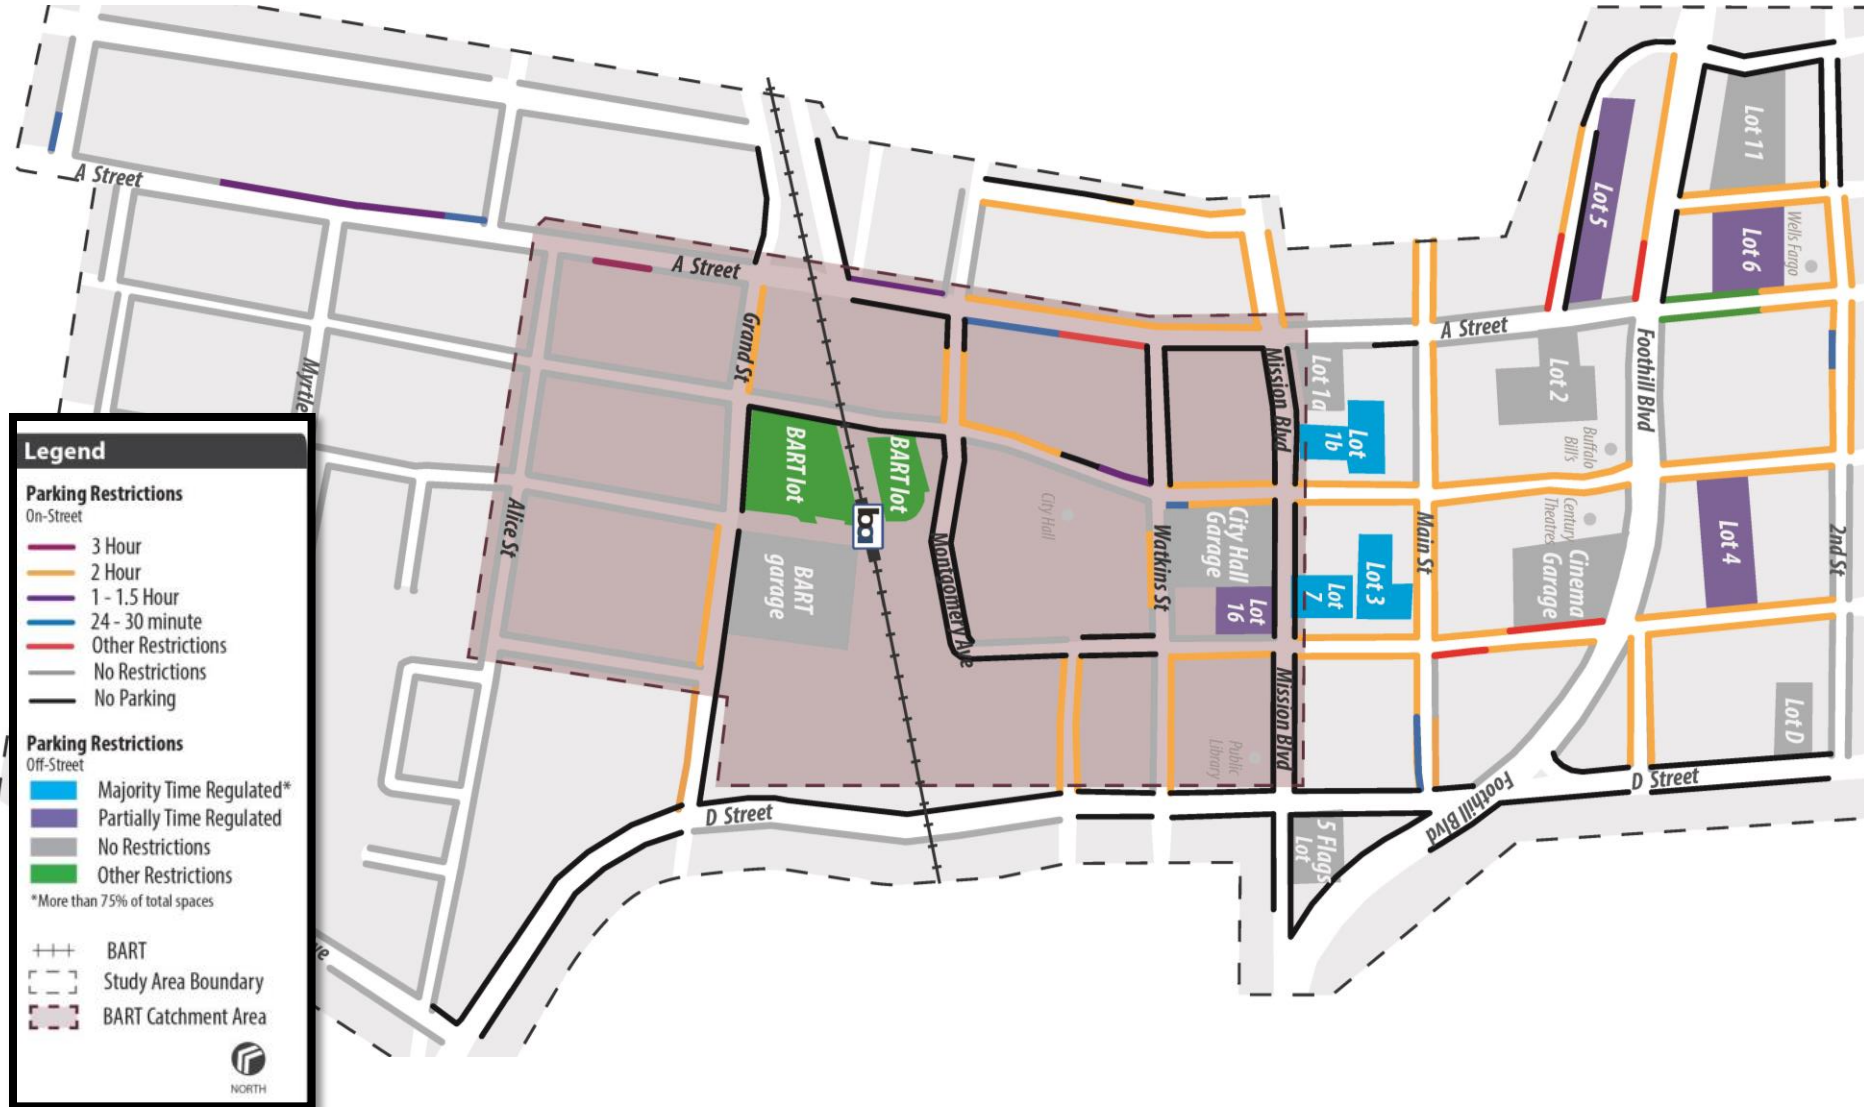 A Street
A Street
A Street
Lot 11
Lot 5
Lot 6
Wells Fargo
Grand St
Myrtle
Mission Blvd
Lot 1a
Lot
1b
Lot 2
Foothill Blvd
Buffalo
Bill's
BART lot
BART lot
ba
City Hall
Alice St
BART
garage
Montgomery Ave
Watkins St
City Hall
Garage
Lot
16
Lot
7
Lot 3
Main St
Century
Theatres
Cinema
Garage
Lot 4
2nd St
Mission Blvd
Public
Library
Lot D
D Street
D Street
Foothill Blvd
5 Flags
Lot
ve
Legend
Parking Restrictions
On-Street
3 Hour
2 Hour
1 - 1.5 Hour
24 - 30 minute
Other Restrictions
No Restrictions
No Parking
Parking Restrictions
Off-Street
Majority Time Regulated*
Partially Time Regulated
No Restrictions
Other Restrictions
*More than 75% of total spaces
BART
Study Area Boundary
BART Catchment Area
NORTH